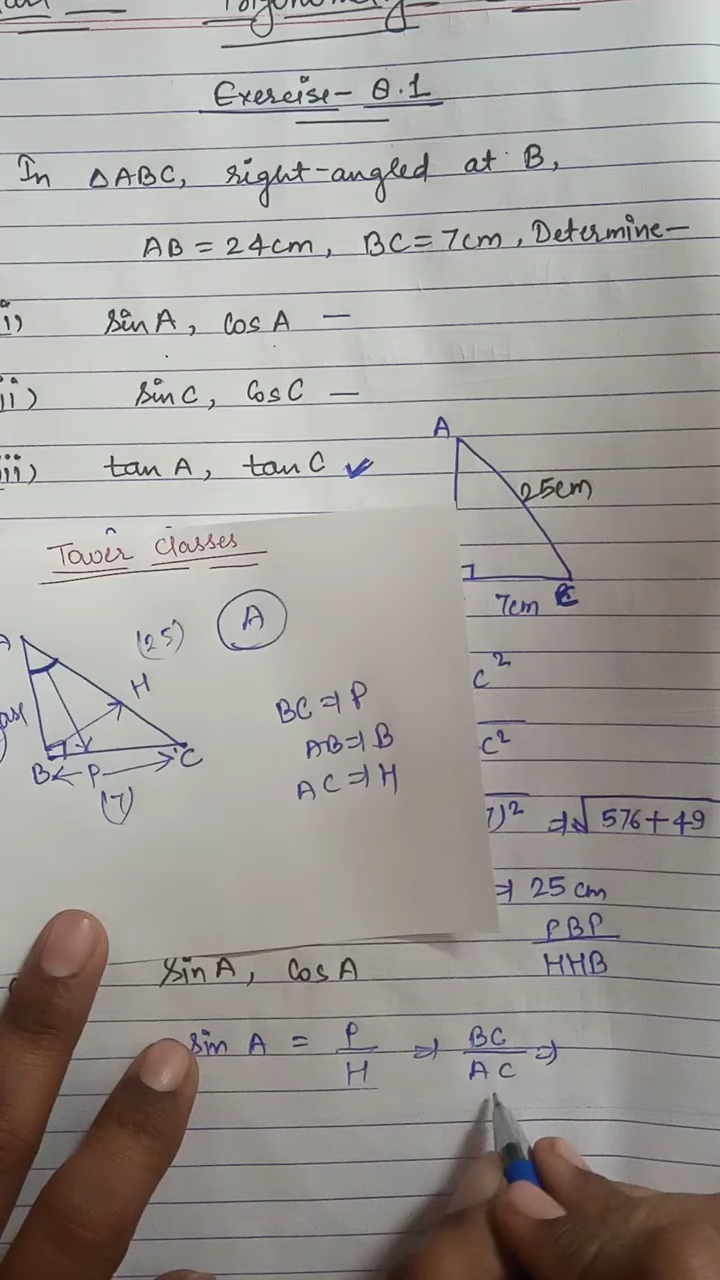 Exercise- 8.1
In △ABC, right-angled at B,
AB = 24cm, BC = 7cm, Determine-
i) sin A, cos A -
ii) sin C, cos C -
iii) tan A, tan C ✓
A
25cm
7cm C
Tower classes
(25) A
H
BC ⇒ P
AB ⇒ B
AC ⇒ H
B ← P → C
(7)
c²
c²
7)² ⇒ √576+49
⇒ 25 cm
PBP
HHB
sin A, cos A
sin A = P/H ⇒ BC/AC ⇒